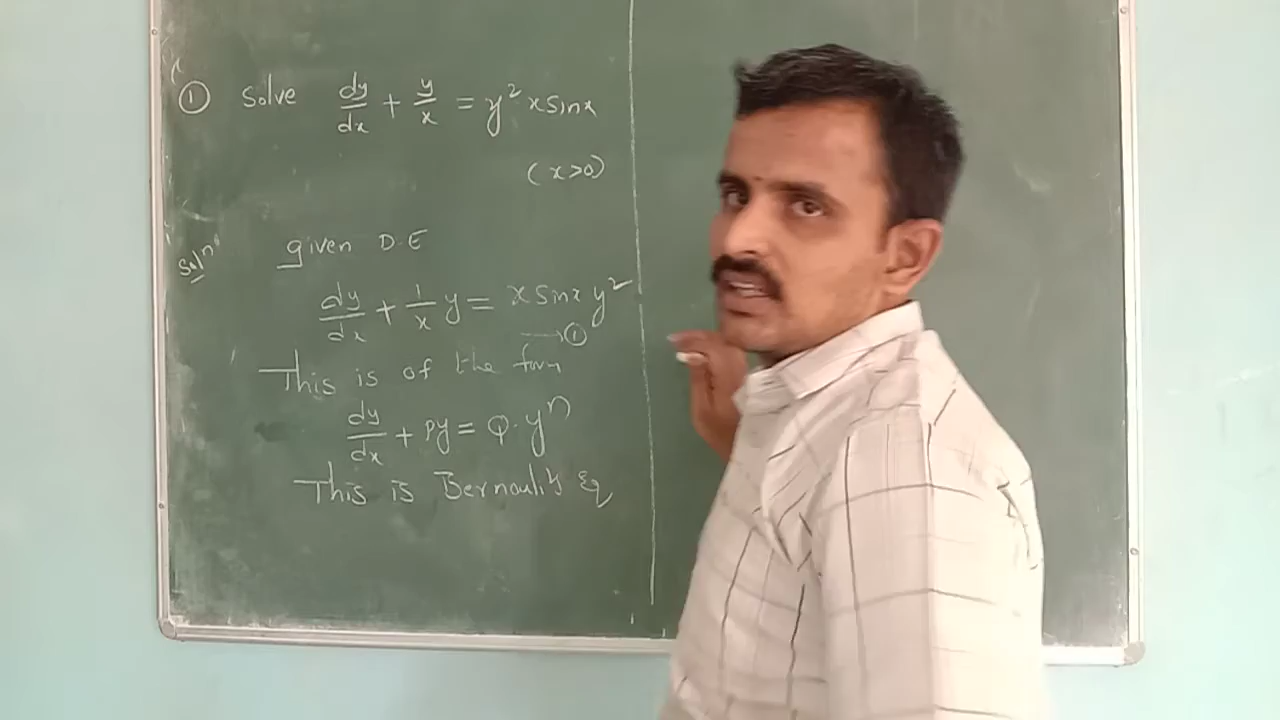 ① Solve dy/dx + y/x = y² x sinx
(x>0)
Solⁿ given D.E
dy/dx + 1/x y = x sinx y²
→①
This is of the form
dy/dx + Py = Q. yⁿ
This is Bernouli's Eq